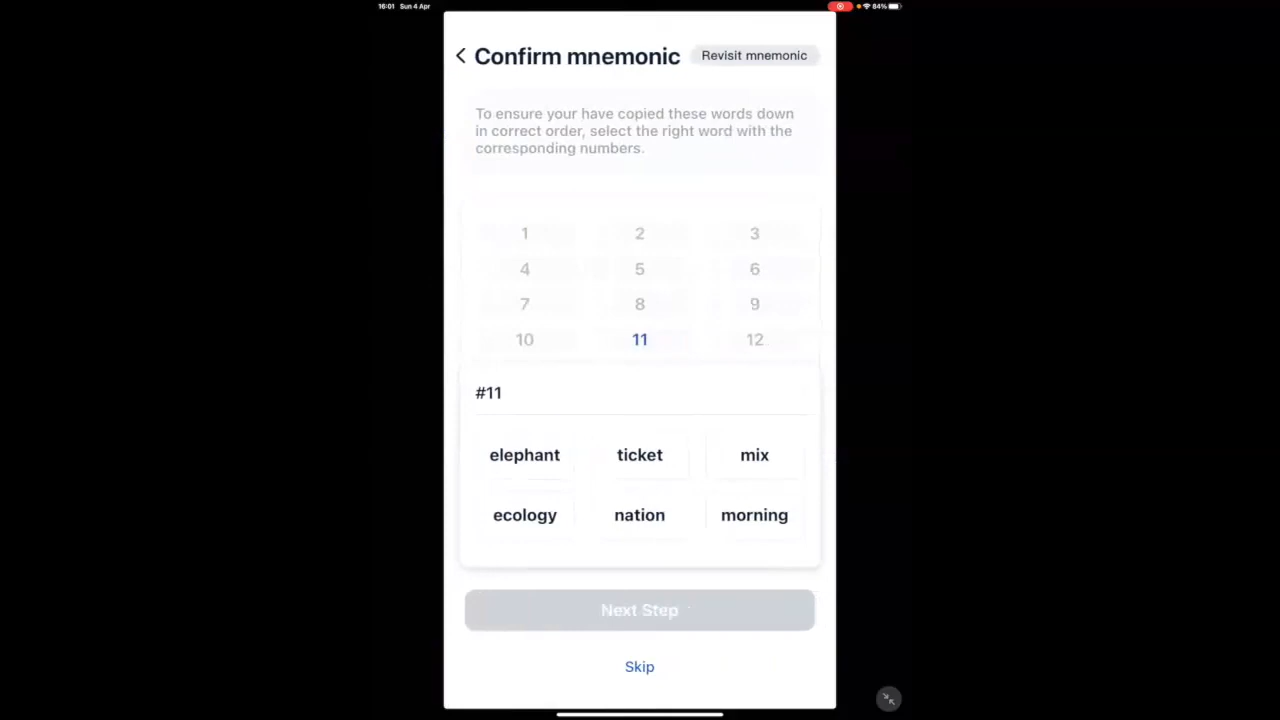 16:01 Sun 4 Apr 84%
Confirm mnemonic Revisit mnemonic
To ensure your have copied these words down
in correct order, select the right word with the
corresponding numbers.
1 2 3
4 5 6
7 8 9
10 11 12
#11
elephant ticket mix
ecology nation morning
Next Step
Skip